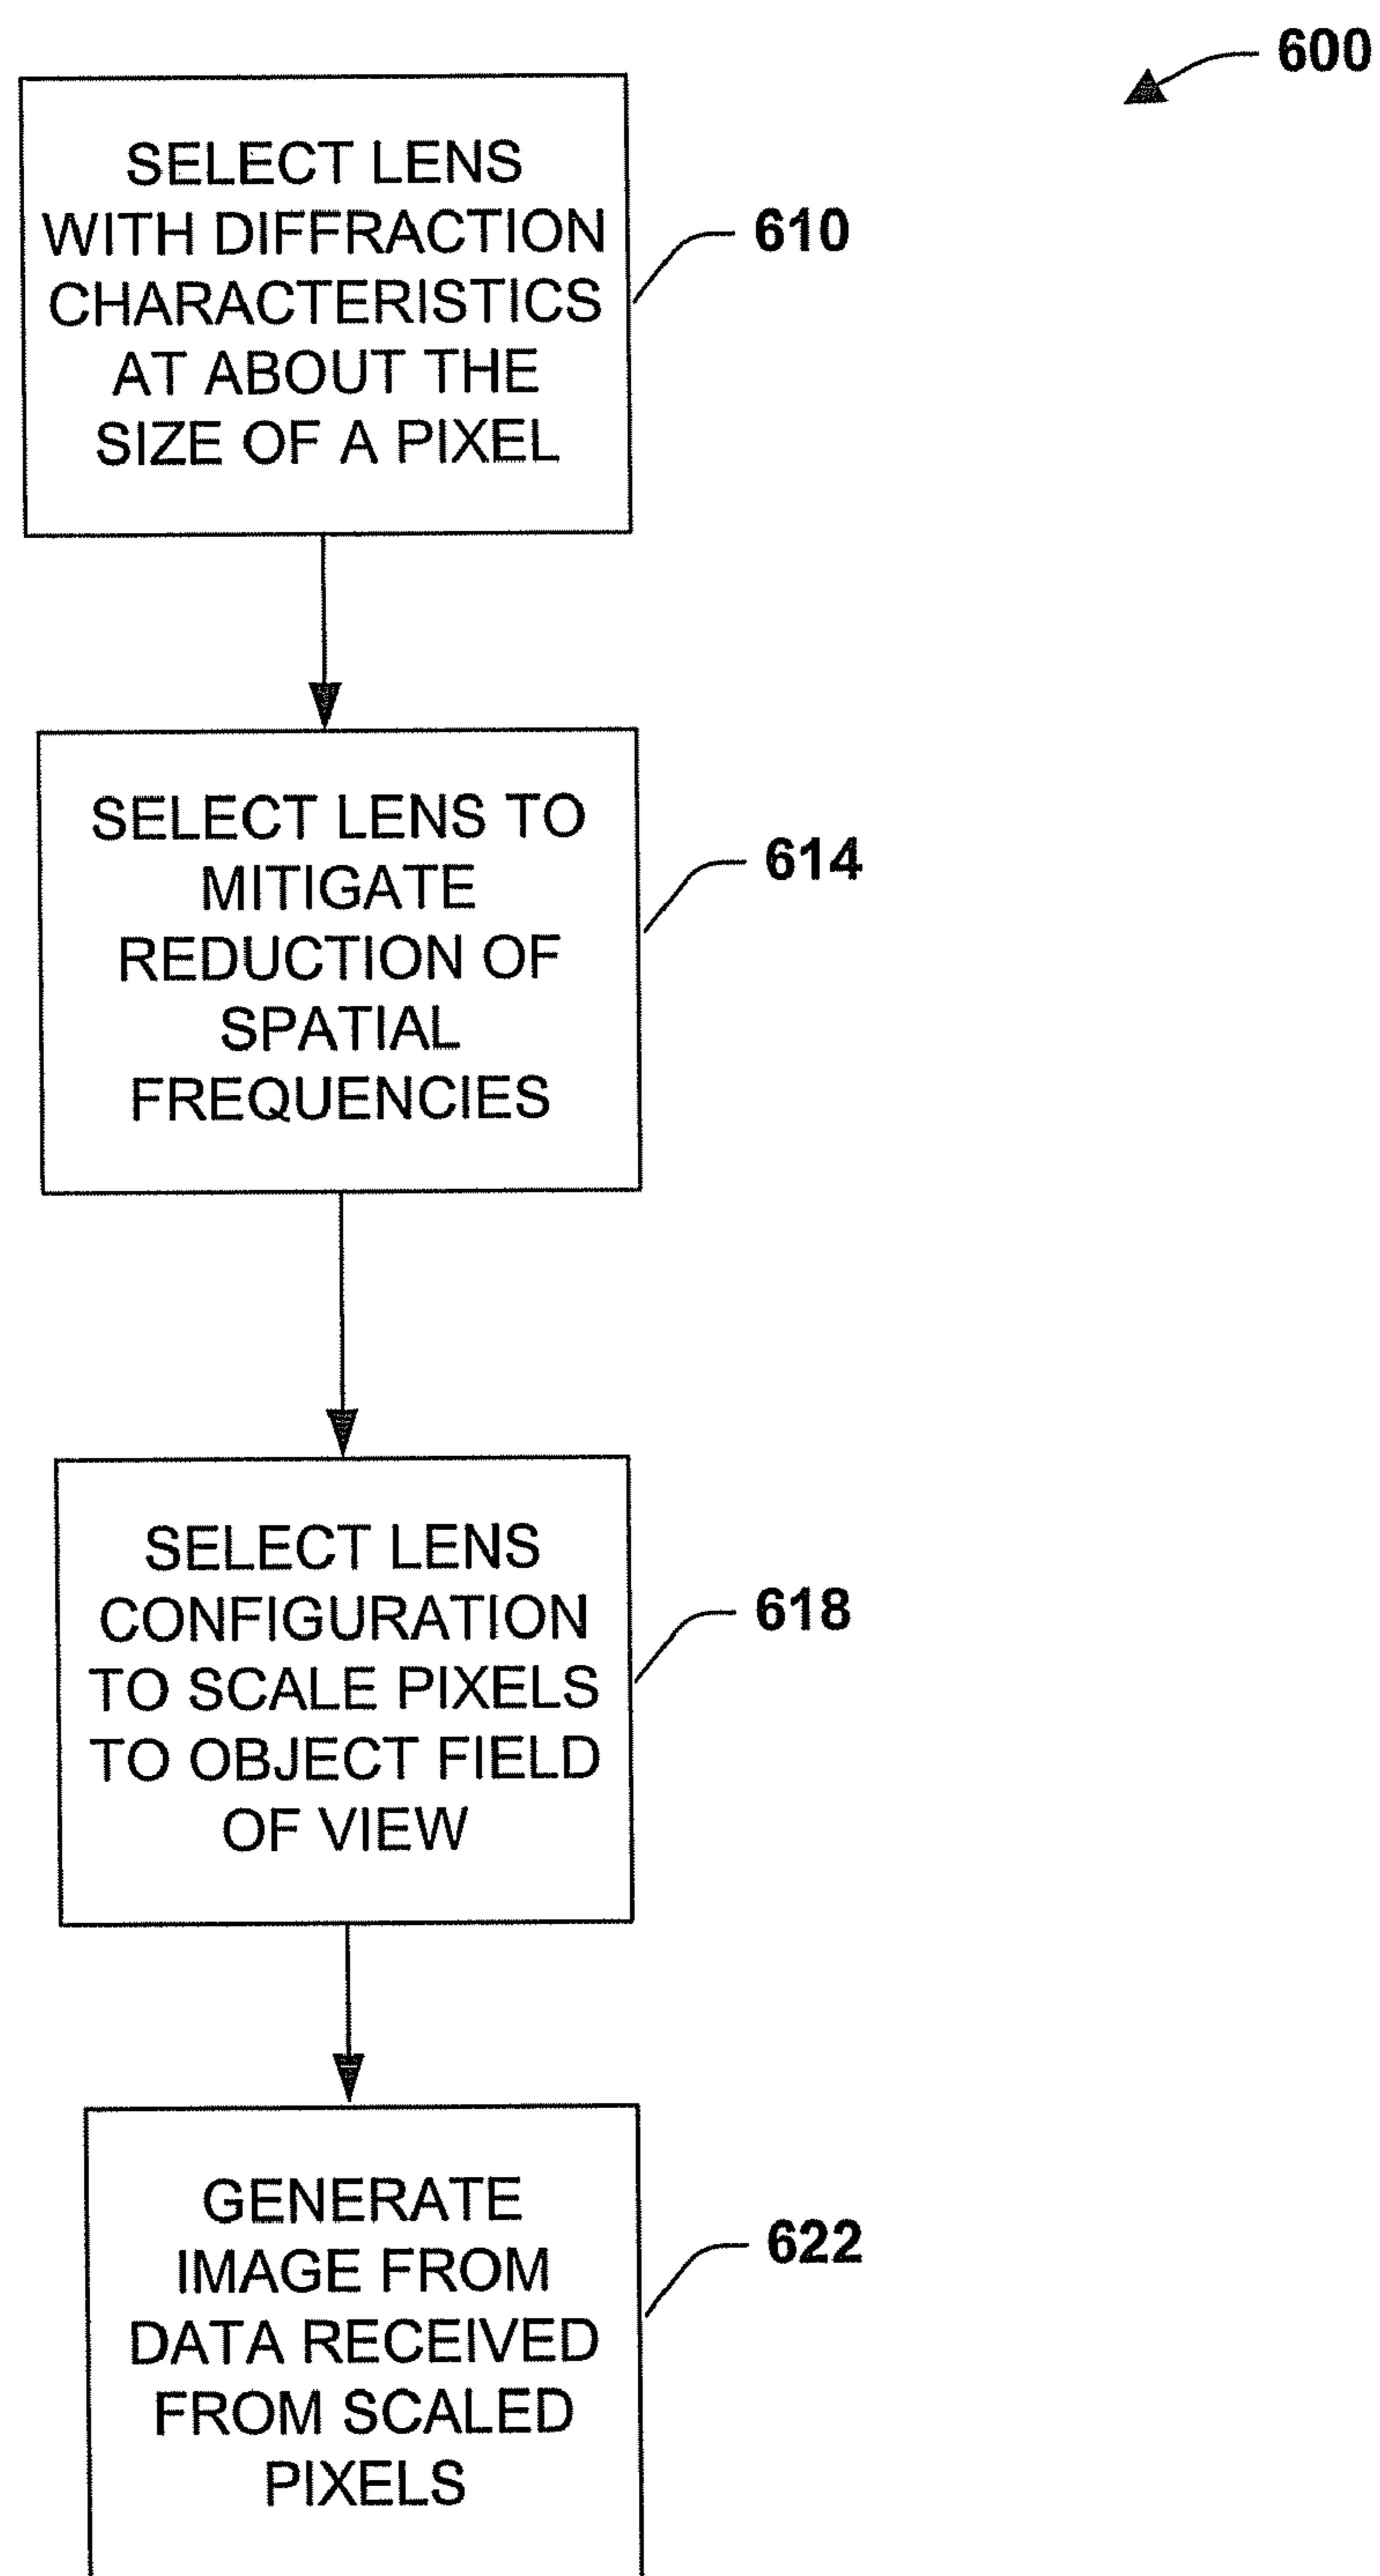 600
SELECT LENS
WITH DIFFRACTION
CHARACTERISTICS
AT ABOUT THE
SIZE OF A PIXEL
610
SELECT LENS TO
MITIGATE
REDUCTION OF
SPATIAL
FREQUENCIES
614
SELECT LENS
CONFIGURATION
TO SCALE PIXELS
TO OBJECT FIELD
OF VIEW
618
GENERATE
IMAGE FROM
DATA RECEIVED
FROM SCALED
PIXELS
622